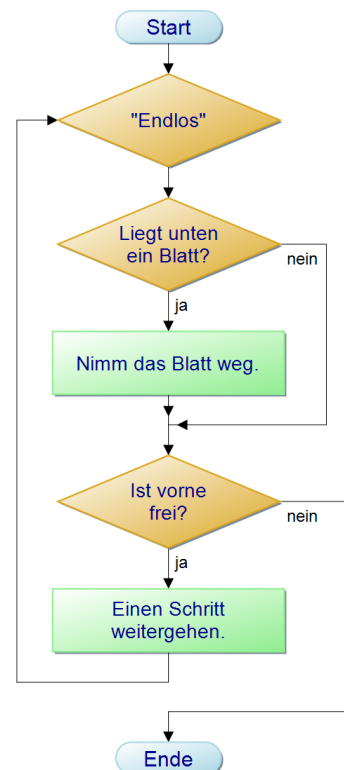 Start
"Endlos"
Liegt unten
ein Blatt?
nein
ja
Nimm das Blatt weg.
Ist vorne
frei?
nein
ja
Einen Schritt
weitergehen.
Ende